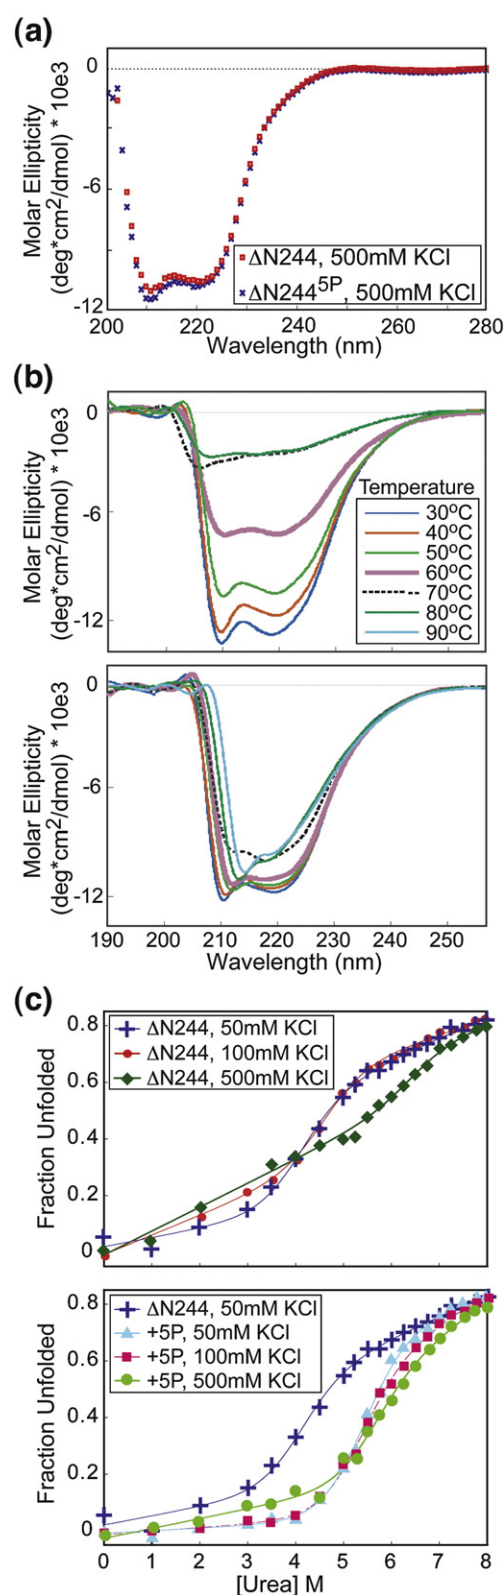 (a)
Molar Ellipticity
(deg*cm2/dmol) * 10e3
0
-6
-12
ΔN244, 500mM KCl
ΔN244^5P, 500mM KCl
200 220 240 260 280
Wavelength (nm)
(b)
Molar Ellipticity
(deg*cm2/dmol) * 10e3
0
-6
-12
Temperature
30ºC
40ºC
50ºC
60ºC
70ºC
80ºC
90ºC
Molar Ellipticity
(deg*cm2/dmol) * 10e3
0
-6
-12
190 200 210 220 230 240 250
Wavelength (nm)
(c)
Fraction Unfolded
0.8
0.6
0.4
0.2
0
ΔN244, 50mM KCl
ΔN244, 100mM KCl
ΔN244, 500mM KCl
Fraction Unfolded
0.8
0.6
0.4
0.2
0
ΔN244, 50mM KCl
+5P, 50mM KCl
+5P, 100mM KCl
+5P, 500mM KCl
0 1 2 3 4 5 6 7 8
[Urea] M